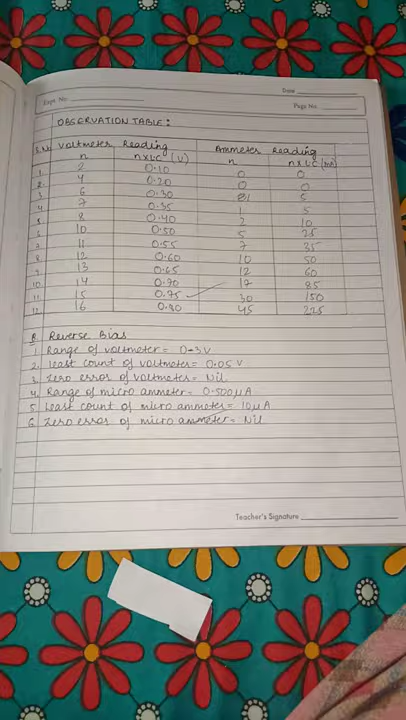 Date
Expt. No.
Page No.
OBSERVATION TABLE:
S.No Voltmeter Reading Ammeter Reading
n n×LC (V) n n×LC (mA)
1. 2 0.10 0 0
2. 4 0.20 0 0
3 6 0.30 1 5
4 7 0.35 1 5
5 8 0.40 2 10
6 10 0.50 5 25
7 11 0.55 7 35
8 12 0.60 10 50
9. 13 0.65 12 60
10. 14 0.70 17 85
11. 15 0.75 30 150
12. 16 0.80 45 225
B. Reverse Bias
1. Range of voltmeter = 0-3V
2. Least count of voltmeter = 0.05V
3. Zero error of voltmeter = Nil
4. Range of micro ammeter = 0-500μA
5. Least count of micro ammeter = 10μA
6. Zero error of micro ammeter = Nil
Teacher's Signature